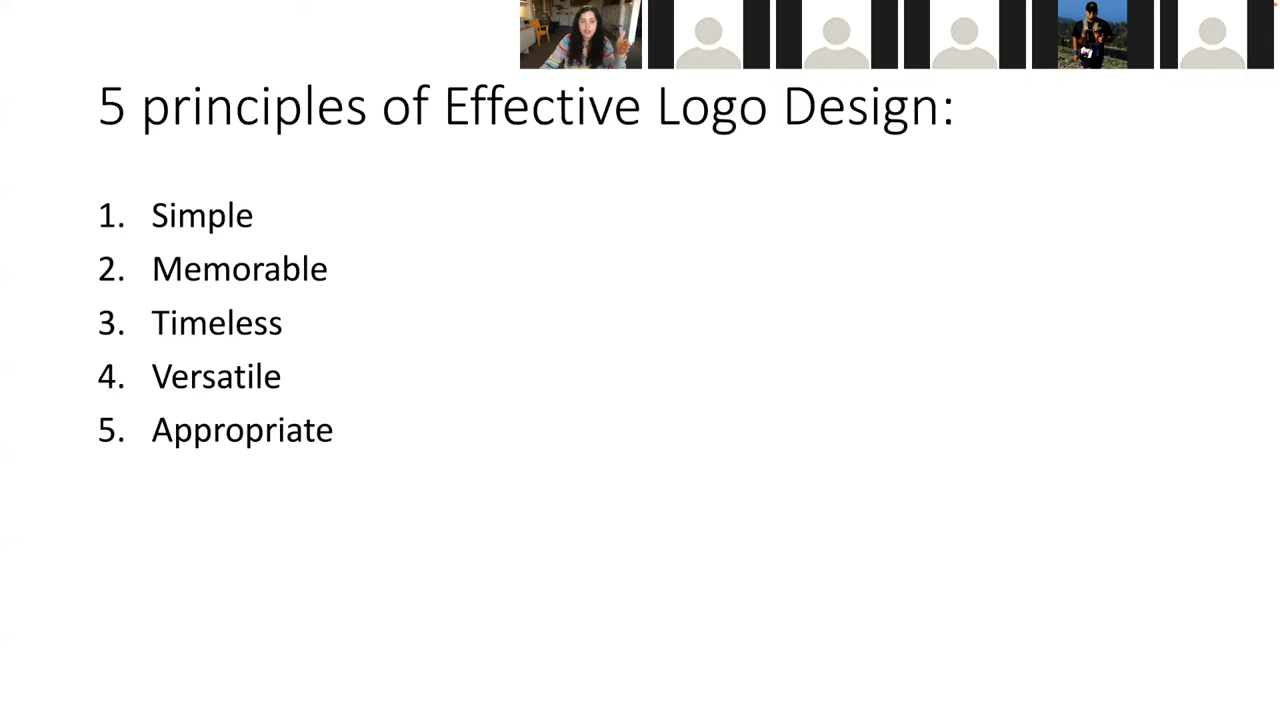 5 principles of Effective Logo Design:
1. Simple
2. Memorable
3. Timeless
4. Versatile
5. Appropriate